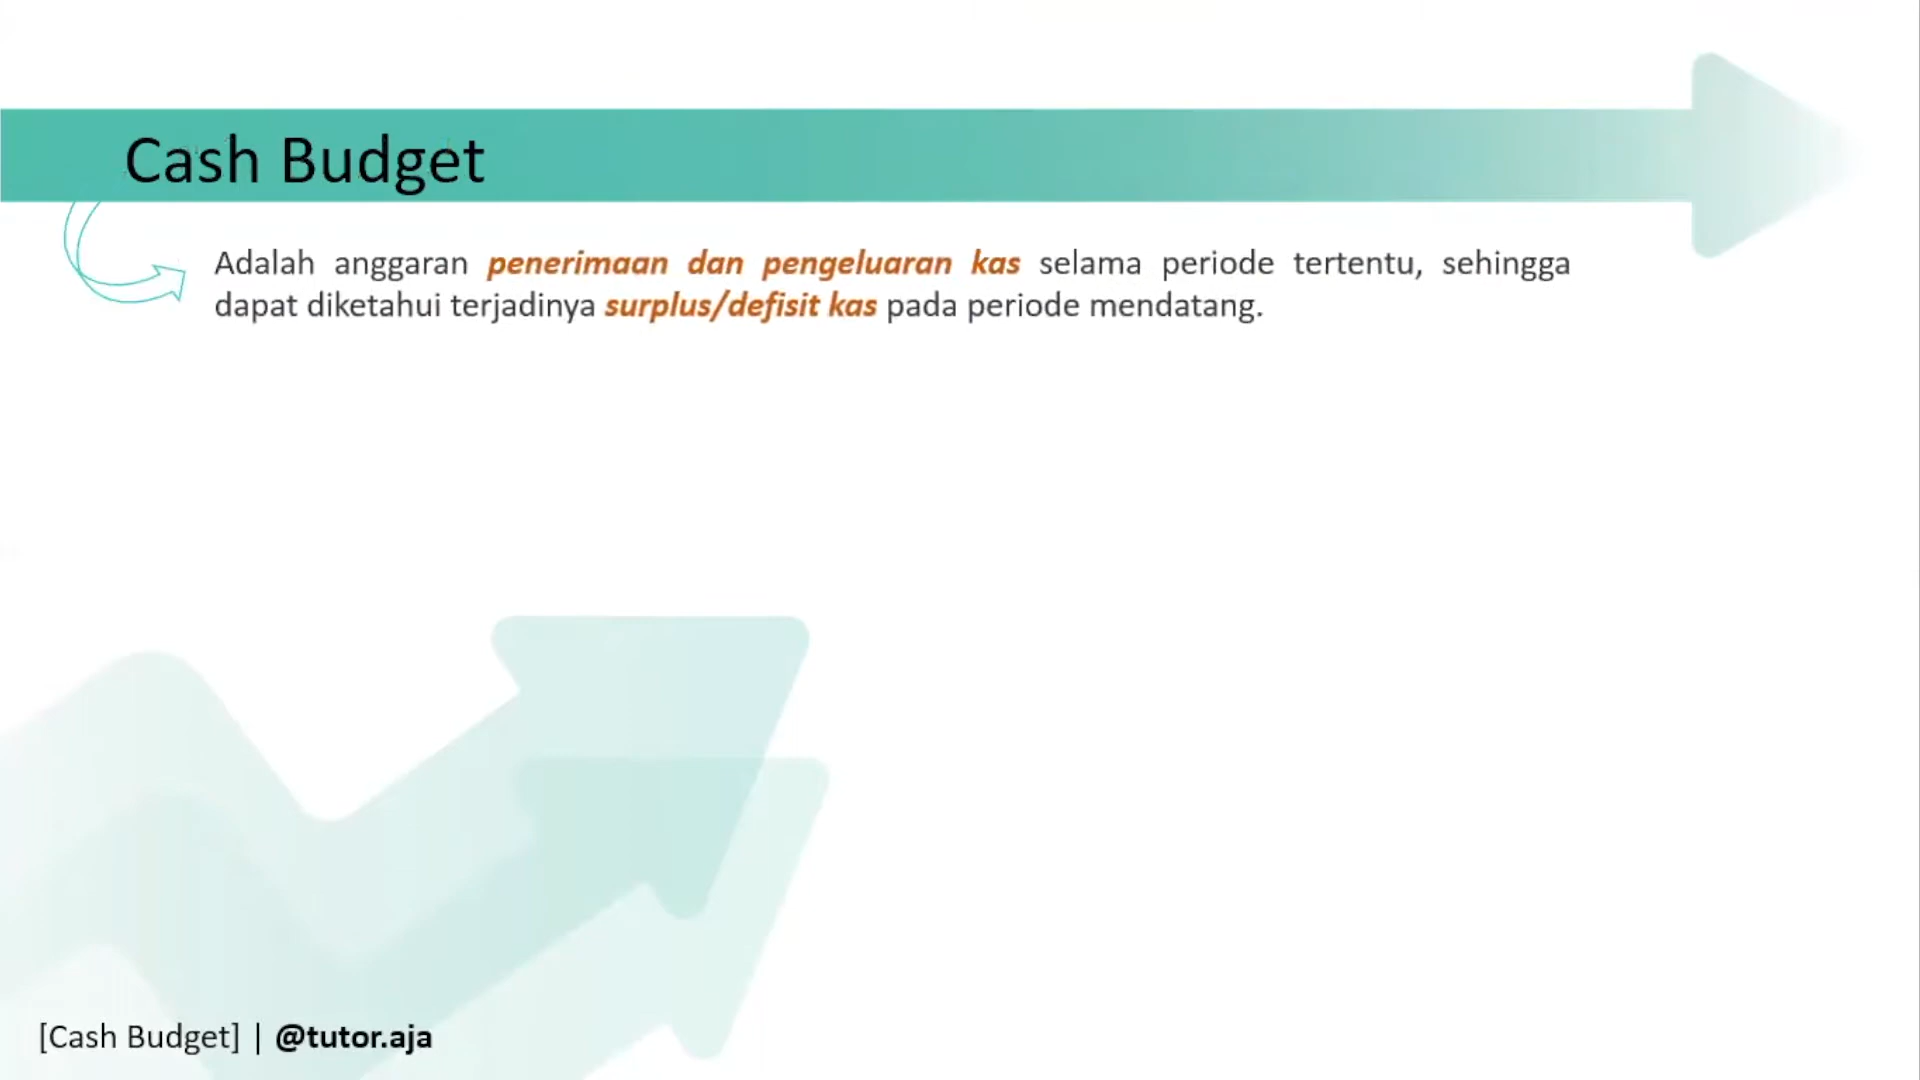 Cash Budget
Adalah anggaran penerimaan dan pengeluaran kas selama periode tertentu, sehingga
dapat diketahui terjadinya surplus/defisit kas pada periode mendatang.
[Cash Budget] | @tutor.aja